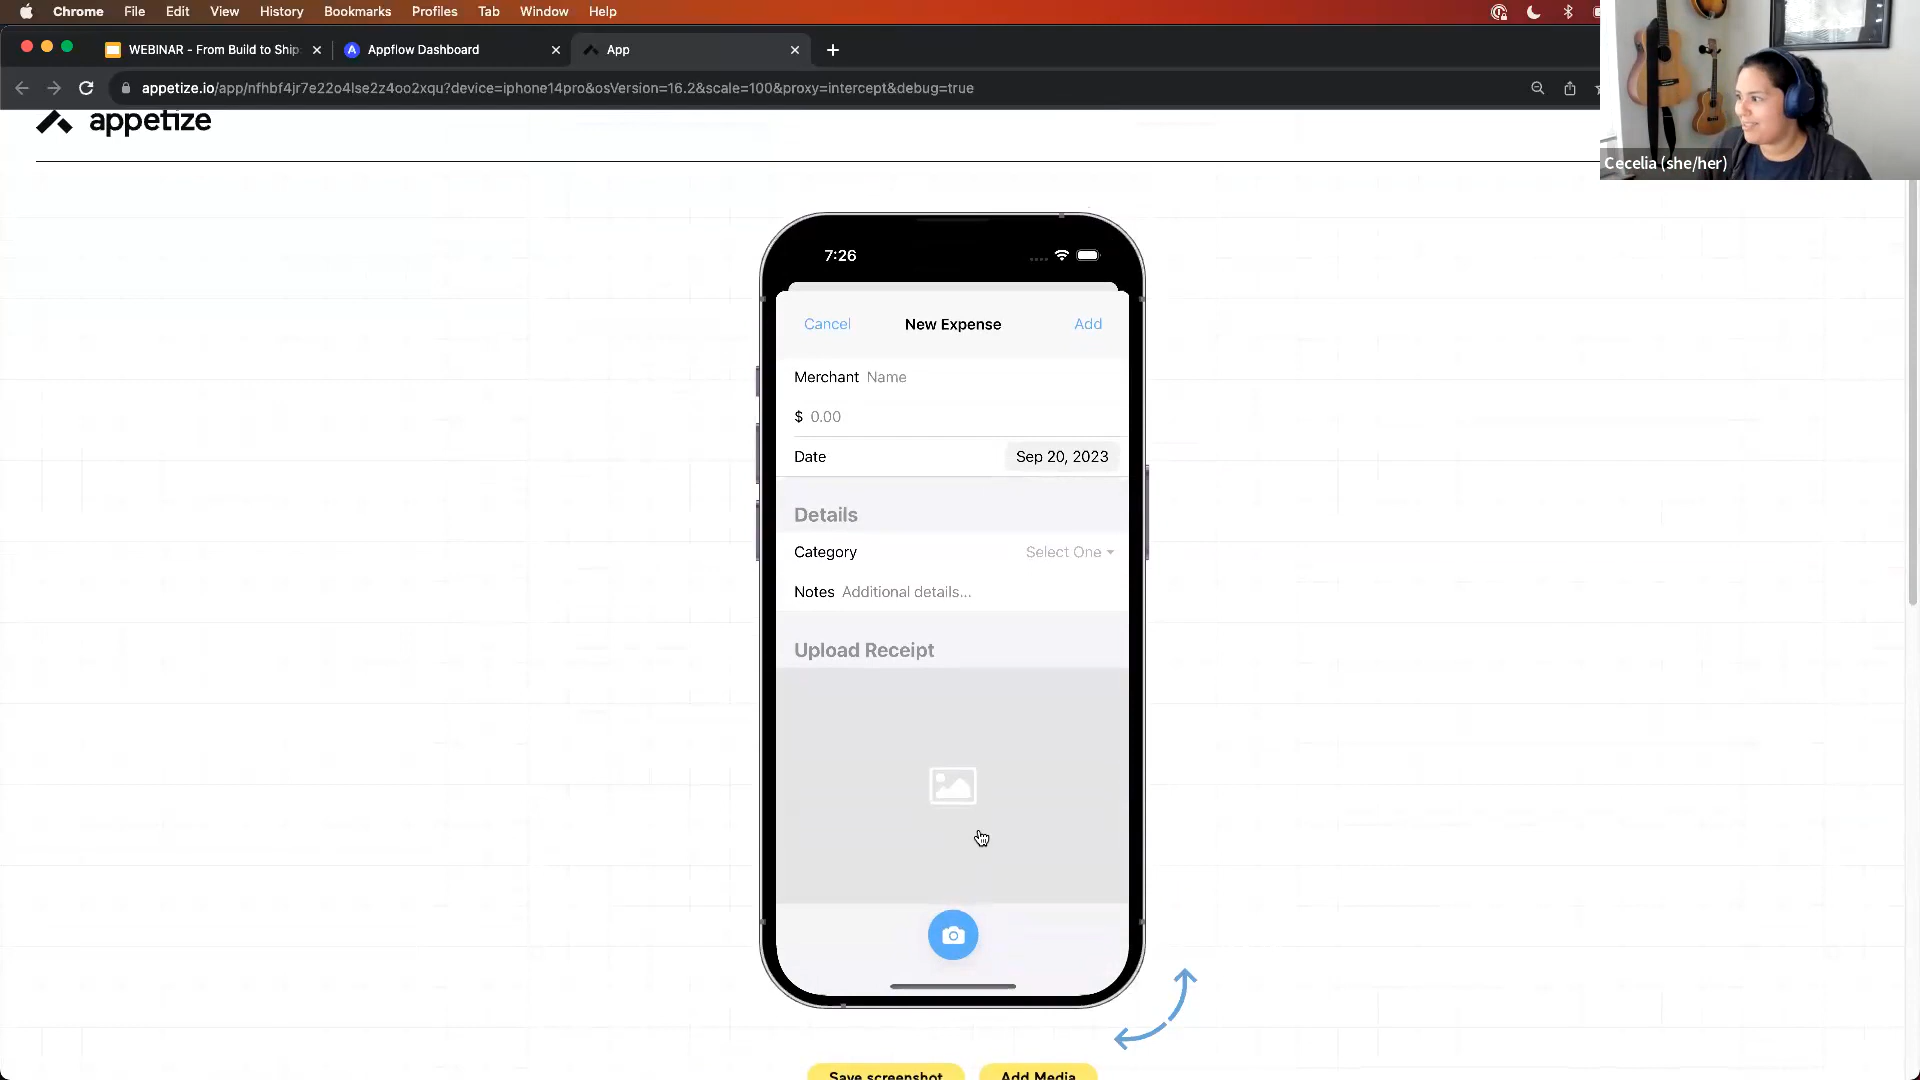 Chrome File Edit View History Bookmarks Profiles Tab Window Help
WEBINAR - From Build to Ship Appflow Dashboard App
appetize.io/app/nfhbf4jr7e22o4lse2z4oo2xqu?device=iphone14pro&osVersion=16.2&scale=100&proxy=intercept&debug=true
Cecelia (she/her)
appetize
7:26
Cancel New Expense Add
Merchant Name
$ 0.00
Date Sep 20, 2023
Details
Category Select One
Notes Additional details...
Upload Receipt
Save screenshot Add Media